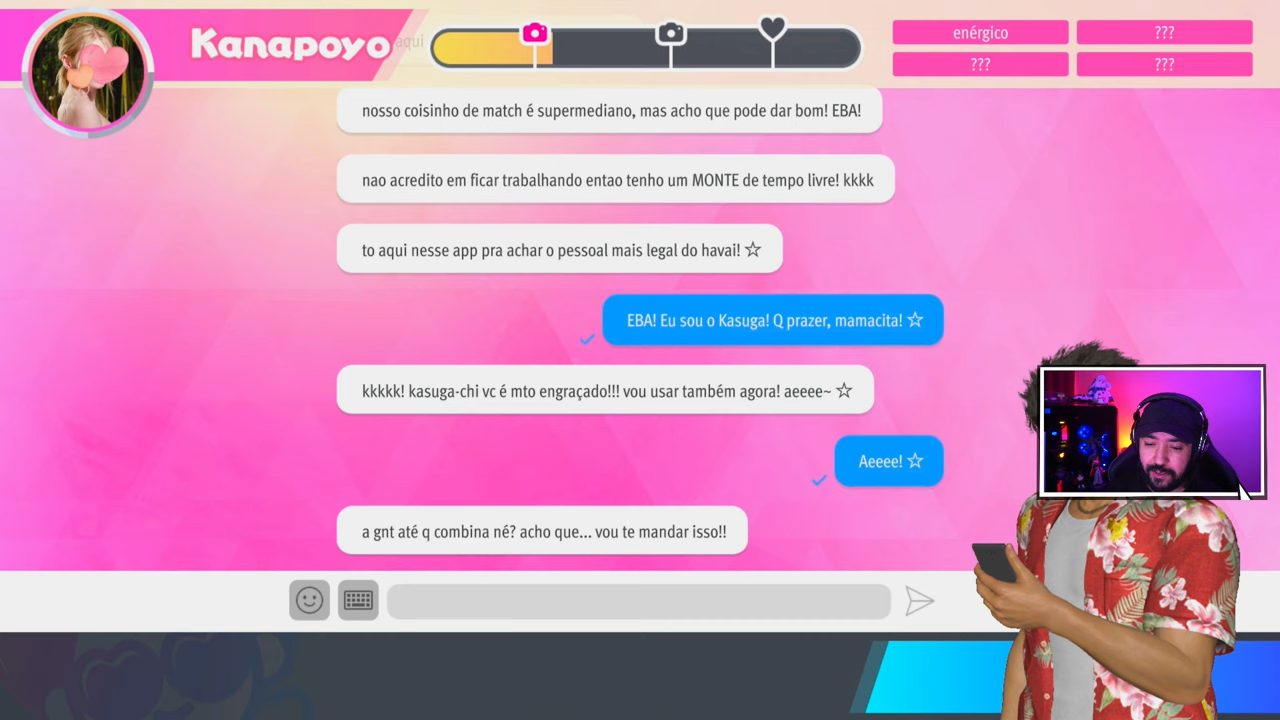 Kanapoyo
aqui
enérgico
???
???
???
nosso coisinho de match é supermediano, mas acho que pode dar bom! EBA!
nao acredito em ficar trabalhando entao tenho um MONTE de tempo livre! kkkk
to aqui nesse app pra achar o pessoal mais legal do havai! ☆
EBA! Eu sou o Kasuga! Q prazer, mamacita! ☆
kkkkk! kasuga-chi vc é mto engraçado!!! vou usar também agora! aeeee~ ☆
Aeeee! ☆
a gnt até q combina né? acho que... vou te mandar isso!!